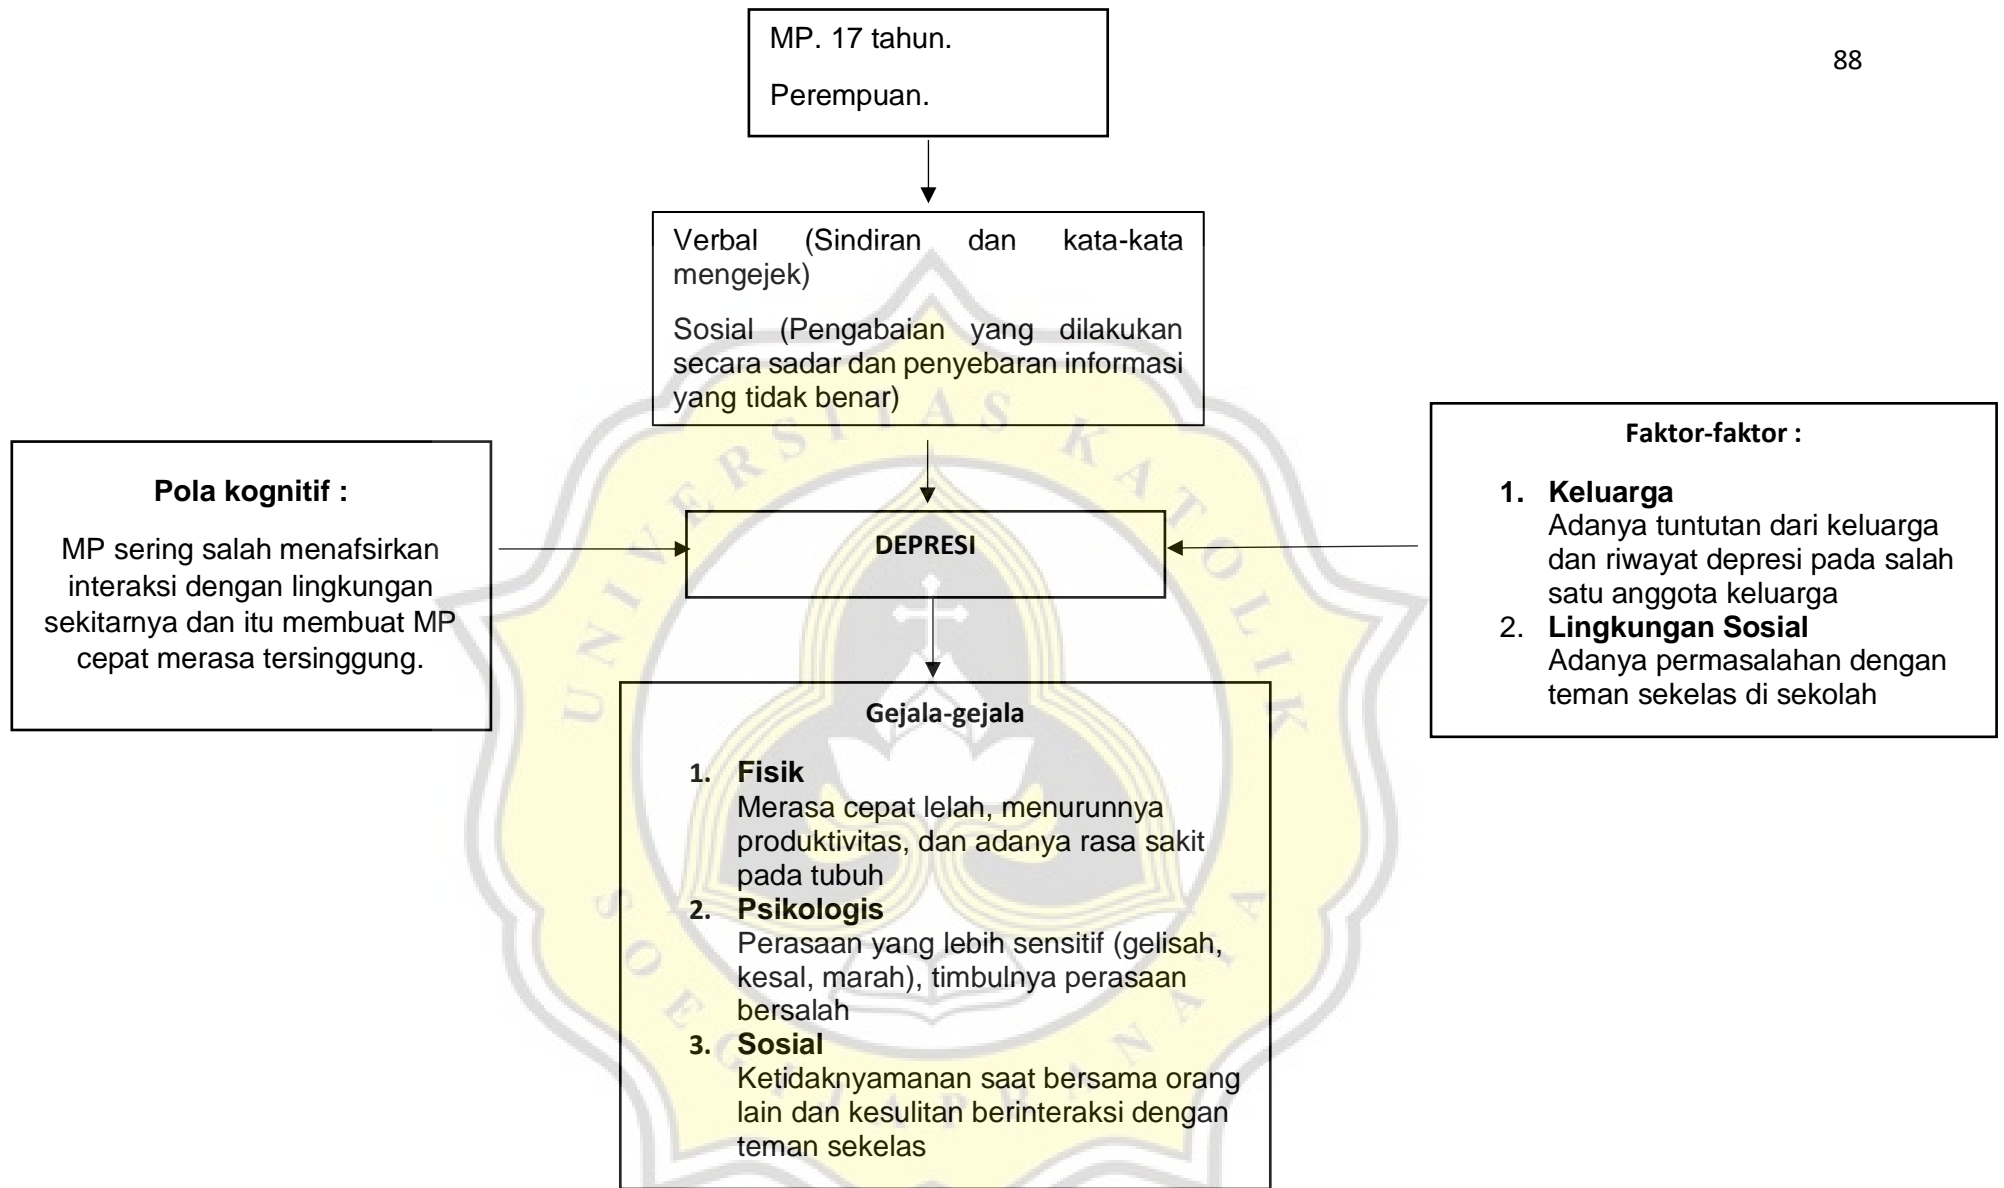 88
MP. 17 tahun.
Perempuan.
Verbal (Sindiran dan kata-kata
mengejek)
Sosial (Pengabaian yang dilakukan
secara sadar dan penyebaran informasi
yang tidak benar)
Pola kognitif :
MP sering salah menafsirkan
interaksi dengan lingkungan
sekitarnya dan itu membuat MP
cepat merasa tersinggung.
DEPRESI
Faktor-faktor :
1. Keluarga
Adanya tuntutan dari keluarga
dan riwayat depresi pada salah
satu anggota keluarga
2. Lingkungan Sosial
Adanya permasalahan dengan
teman sekelas di sekolah
Gejala-gejala
1. Fisik
Merasa cepat lelah, menurunnya
produktivitas, dan adanya rasa sakit
pada tubuh
2. Psikologis
Perasaan yang lebih sensitif (gelisah,
kesal, marah), timbulnya perasaan
bersalah
3. Sosial
Ketidaknyamanan saat bersama orang
lain dan kesulitan berinteraksi dengan
teman sekelas
UNIVERSITAS KATOLIK
SOEGIJAPRANATA